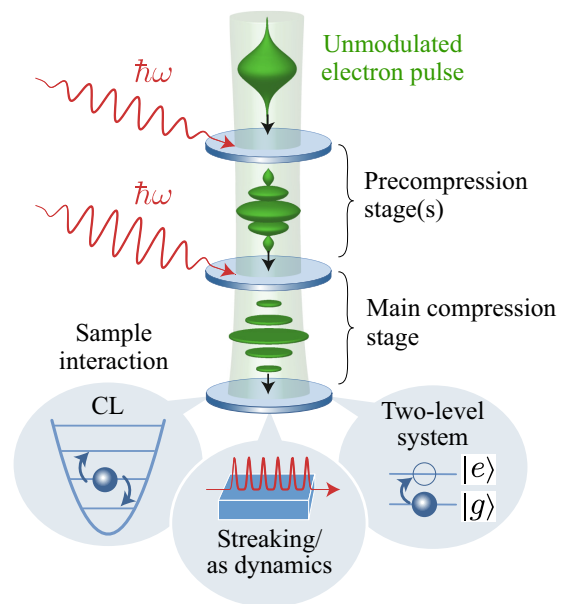 Unmodulated
electron pulse
ħω
Precompression
stage(s)
ħω
Main compression
stage
Sample
interaction
CL
Two-level
system
|e⟩
|g⟩
Streaking/
as dynamics